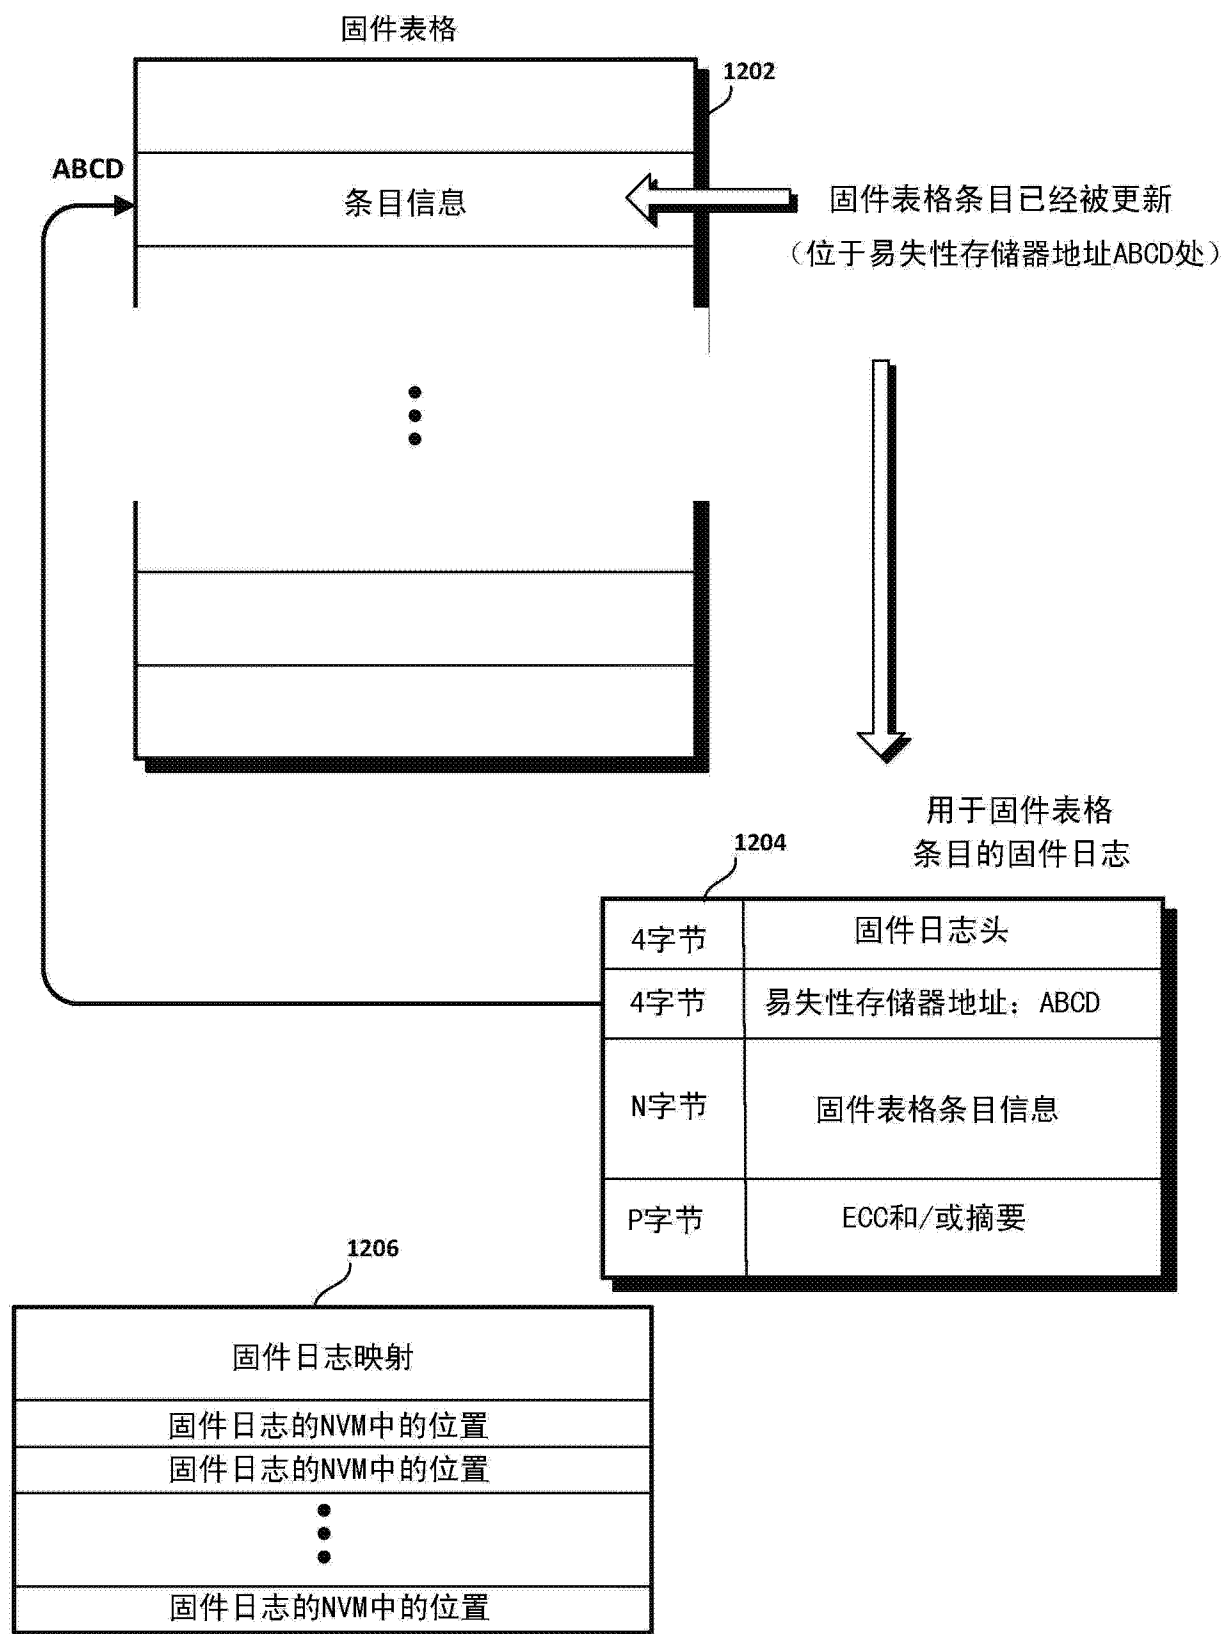 固件表格
1202
ABCD
条目信息
固件表格条目已经被更新
（位于易失性存储器地址ABCD处）
用于固件表格
条目的固件日志
1204
4字节 固件日志头
4字节 易失性存储器地址：ABCD
N字节 固件表格条目信息
P字节 ECC和/或摘要
1206
固件日志映射
固件日志的NVM中的位置
固件日志的NVM中的位置
固件日志的NVM中的位置